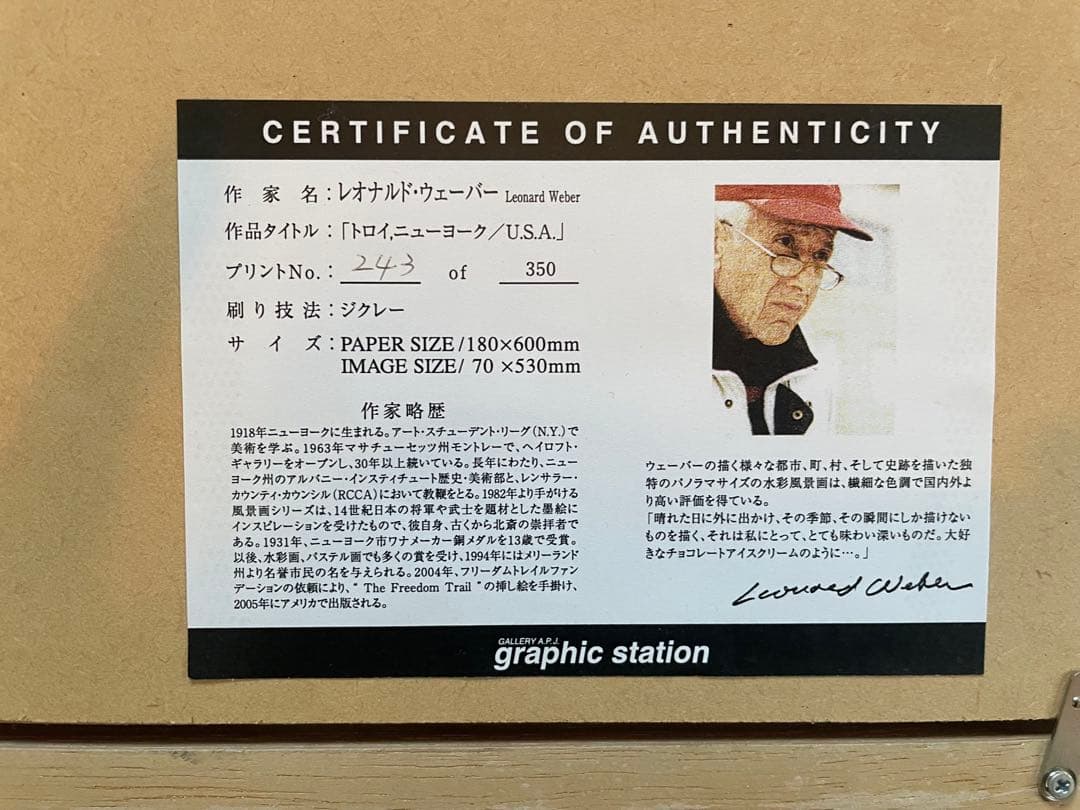 CERTIFICATE OF AUTHENTICITY
作家名：レオナルド・ウェーバー Leonard Weber
作品タイトル：「トロイ,ニューヨーク／U.S.A.」
プリントNo.：243 of 350
刷り技法：ジクレー
サイズ：PAPER SIZE /180×600mm
IMAGE SIZE/ 70 ×530mm
作家略歴
1918年ニューヨークに生まれる。アート・スチューデント・リーグ（N.Y.）で
美術を学ぶ。1963年マサチューセッツ州モントレーで、ヘイロフト・
ギャラリーをオープンし、30年以上続いている。長年にわたり、ニュー
ヨーク州のアルバニー・インスティチュート歴史・美術部と、レンサラー・
カウンティ・カウンシル（RCCA）において教鞭をとる。1982年より手がける
風景画シリーズは、14世紀日本の将軍や武士を題材とした墨絵に
インスピレーションを受けたもので、彼自身、古くから北斎の崇拝者で
ある。1931年、ニューヨーク市ワナメーカー銅メダルを13歳で受賞。
以後、水彩画、パステル画でも多くの賞を受け、1994年にはメリーランド
州より名誉市民の名を与えられる。2004年、フリーダムトレイルファン
デーションの依頼により、“ The Freedom Trail ”の挿し絵を手掛け、
2005年にアメリカで出版される。
ウェーバーの描く様々な都市、町、村、そして史跡を描いた独
特のパノラマサイズの水彩風景画は、繊細な色調で国内外よ
り高い評価を得ている。
「晴れた日に外に出かけ、その季節、その瞬間にしか描けない
ものを描く、それは私にとって、とても味わい深いものだ。大好
きなチョコレートアイスクリームのように…。」
Leonard Weber
GALLERY A.P.J.
graphic station